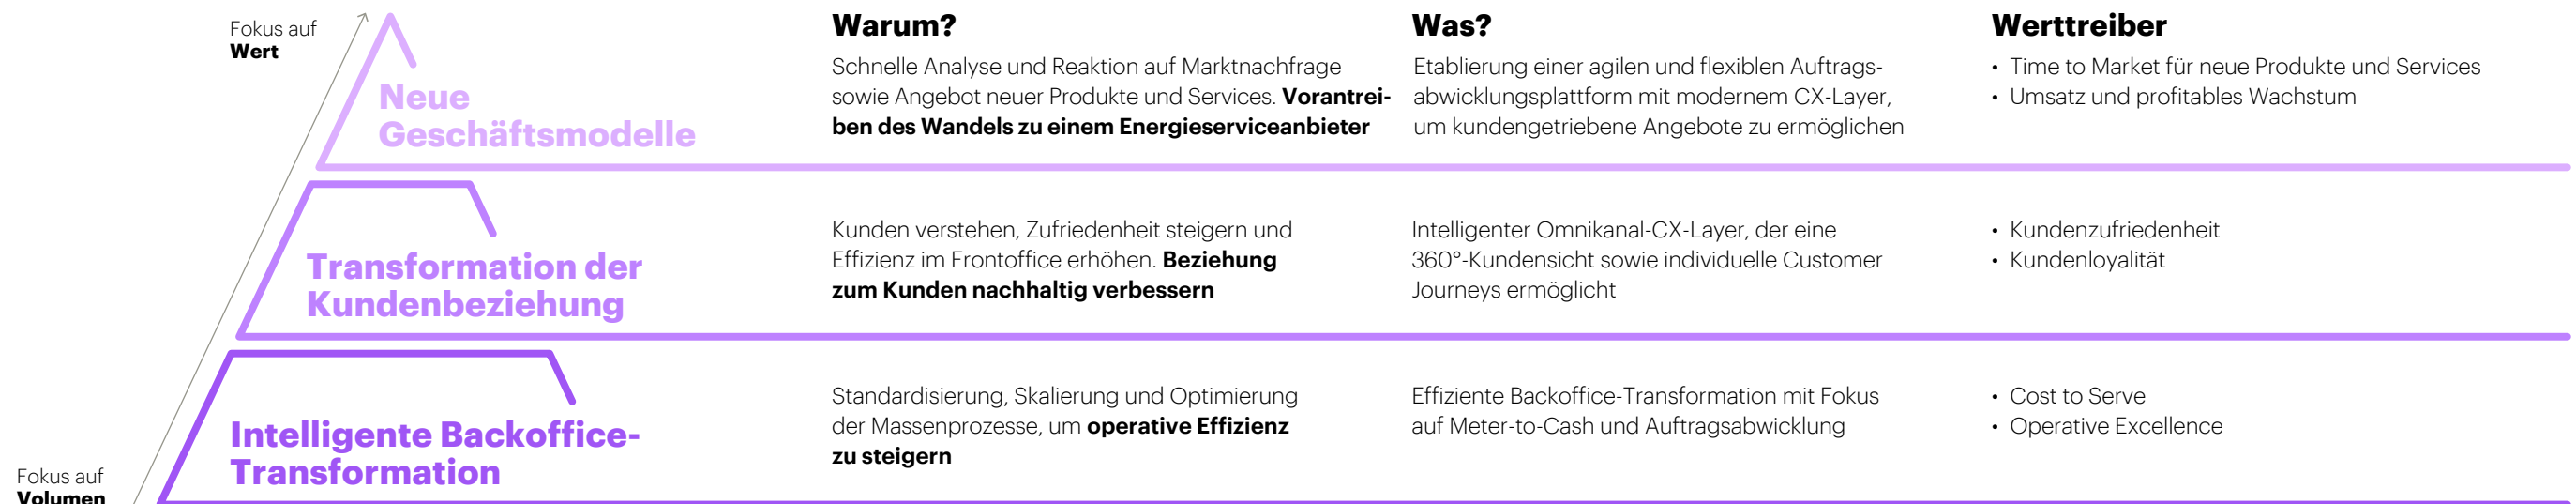 Fokus auf
Wert
Neue
Geschäftsmodelle
Warum?
Schnelle Analyse und Reaktion auf Marktnachfrage
sowie Angebot neuer Produkte und Services. Vorantrei-
ben des Wandels zu einem Energieserviceanbieter
Was?
Etablierung einer agilen und flexiblen Auftrags-
abwicklungsplattform mit modernem CX-Layer,
um kundengetriebene Angebote zu ermöglichen
Werttreiber
• Time to Market für neue Produkte und Services
• Umsatz und profitables Wachstum
Transformation der
Kundenbeziehung
Kunden verstehen, Zufriedenheit steigern und
Effizienz im Frontoffice erhöhen. Beziehung
zum Kunden nachhaltig verbessern
Intelligenter Omnikanal-CX-Layer, der eine
360°-Kundensicht sowie individuelle Customer
Journeys ermöglicht
• Kundenzufriedenheit
• Kundenloyalität
Intelligente Backoffice-
Transformation
Standardisierung, Skalierung und Optimierung
der Massenprozesse, um operative Effizienz
zu steigern
Effiziente Backoffice-Transformation mit Fokus
auf Meter-to-Cash und Auftragsabwicklung
• Cost to Serve
• Operative Excellence
Fokus auf
Volumen